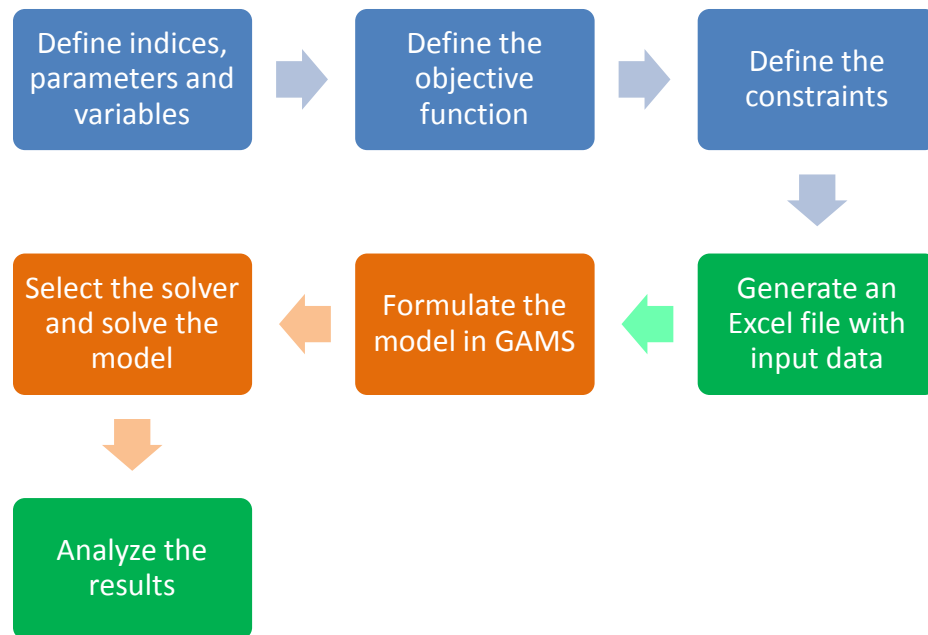 Define indices,
parameters and
variables
Define the
objective
function
Define the
constraints
Generate an
Excel file with
input data
Formulate the
model in GAMS
Select the solver
and solve the
model
Analyze the
results